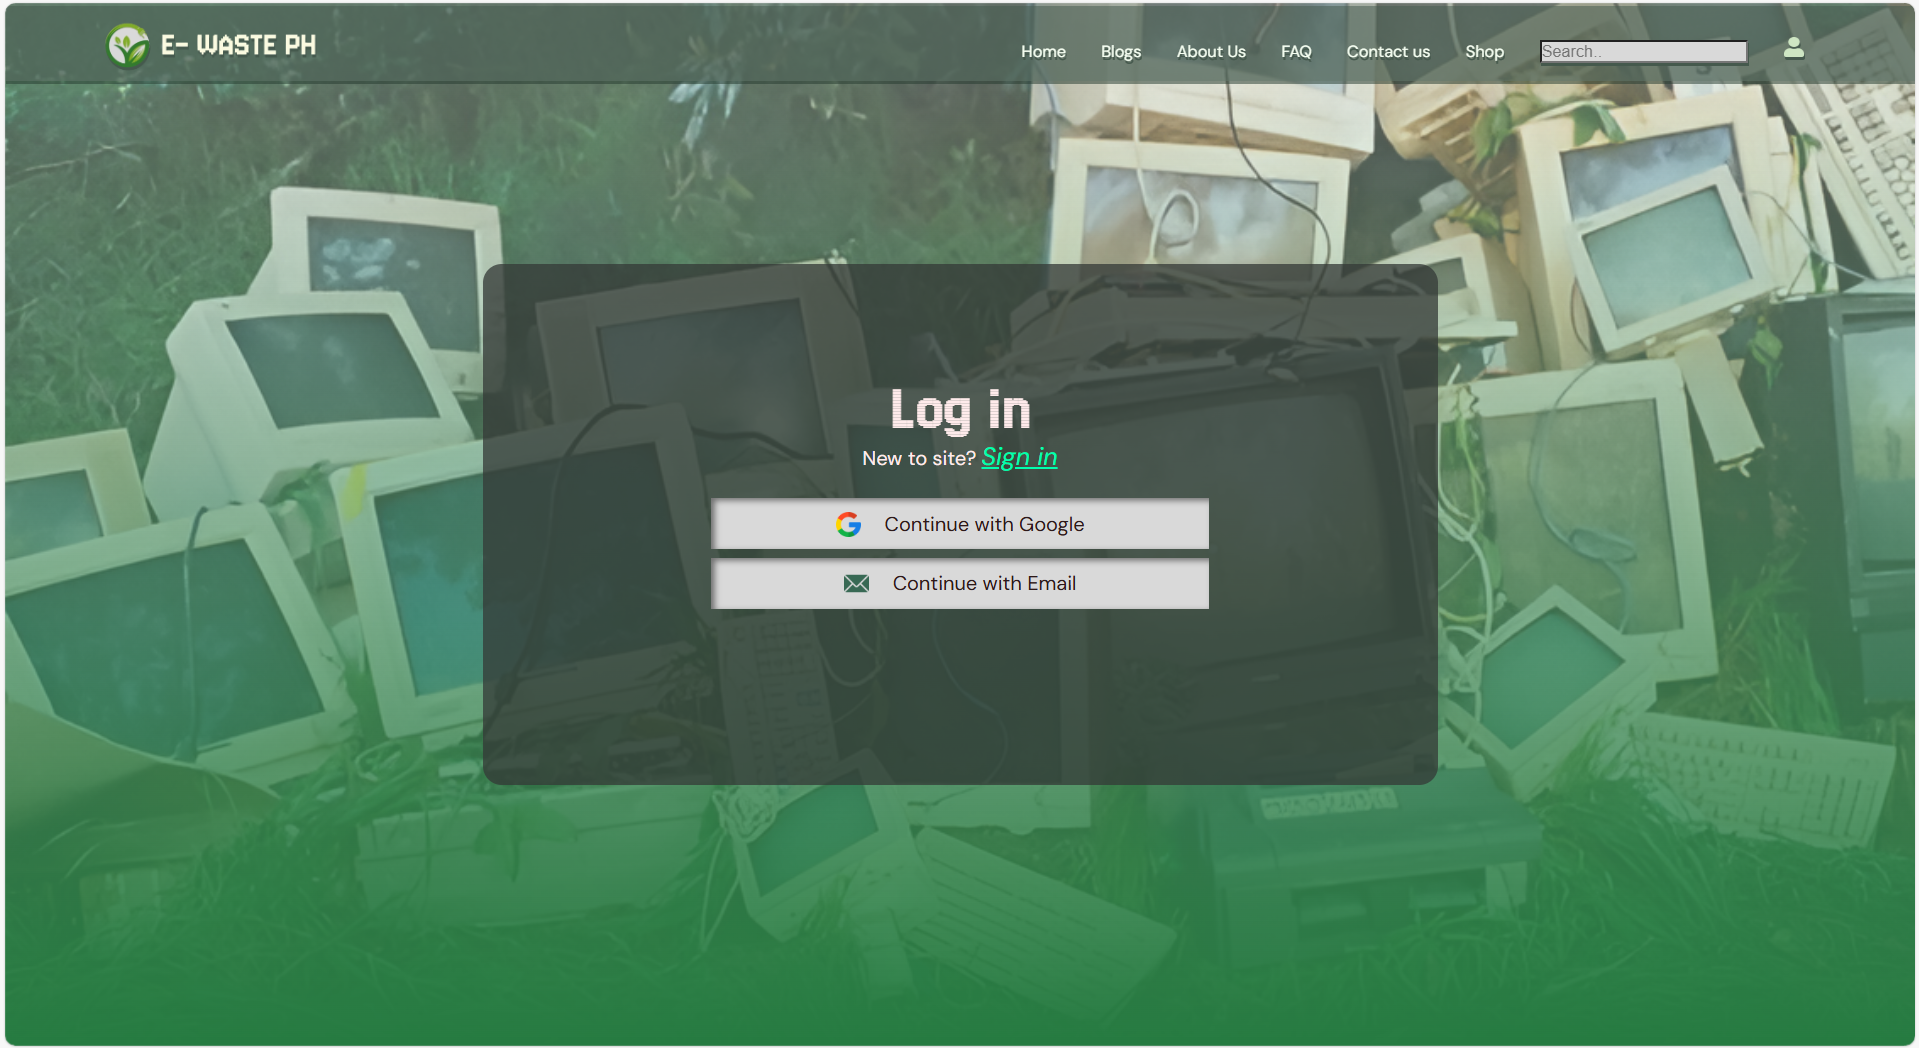 E- WASTE PH
Home Blogs About Us FAQ Contact us Shop Search..
Log in
New to site? Sign in
Continue with Google
Continue with Email